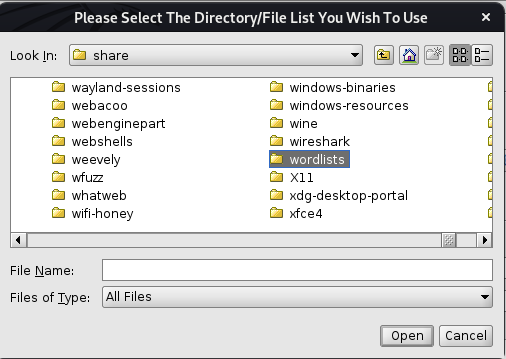 Please Select The Directory/File List You Wish To Use
Look In: share
wayland-sessions windows-binaries
webacoo windows-resources
webenginepart wine
webshells wireshark
weevely wordlists
wfuzz X11
whatweb xdg-desktop-portal
wifi-honey xfce4
File Name:
Files of Type: All Files
Open Cancel